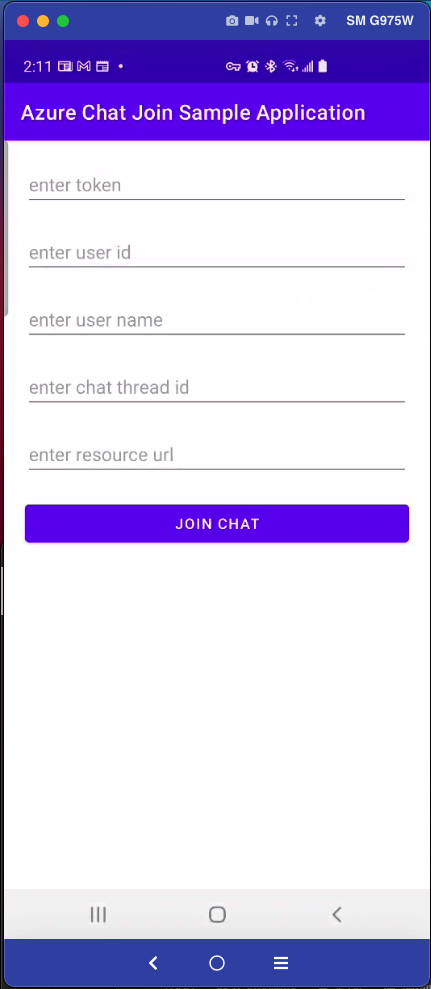 SM G975W
2:11
Azure Chat Join Sample Application
enter token
enter user id
enter user name
enter chat thread id
enter resource url
JOIN CHAT